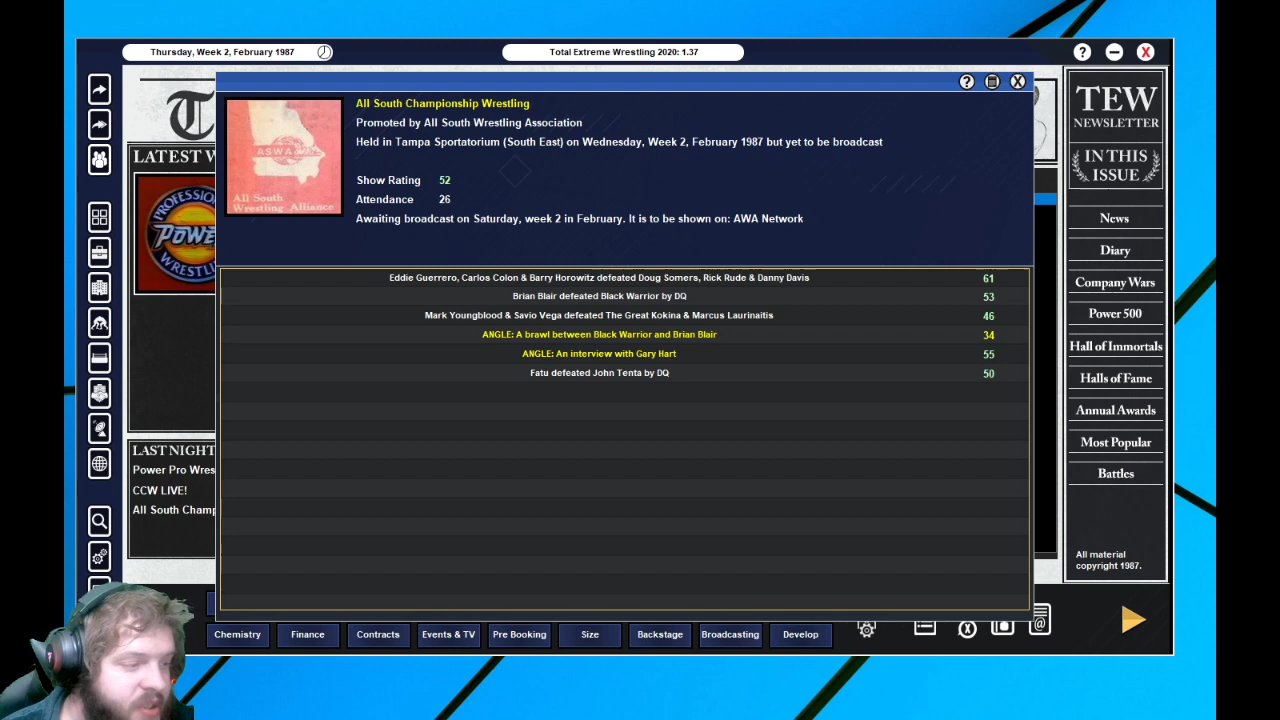 Thursday, Week 2, February 1987
Total Extreme Wrestling 2020: 1.37
?
X
? X
All South Championship Wrestling
Promoted by All South Wrestling Association
Held in Tampa Sportatorium (South East) on Wednesday, Week 2, February 1987 but yet to be broadcast
Show Rating 52
Attendance 26
Awaiting broadcast on Saturday, week 2 in February. It is to be shown on: AWA Network
ASWA
All South
Wrestling Alliance
T
LATEST W
PROFESSIO
POWER
WRESTLI
Eddie Guerrero, Carlos Colon & Barry Horowitz defeated Doug Somers, Rick Rude & Danny Davis 61
Brian Blair defeated Black Warrior by DQ 53
Mark Youngblood & Savio Vega defeated The Great Kokina & Marcus Laurinaitis 46
ANGLE: A brawl between Black Warrior and Brian Blair 34
ANGLE: An interview with Gary Hart 55
Fatu defeated John Tenta by DQ 50
LAST NIGHT
Power Pro Wres
CCW LIVE!
All South Champ
TEW
NEWSLETTER
IN THIS
ISSUE
News
Diary
Company Wars
Power 500
Hall of Immortals
Halls of Fame
Annual Awards
Most Popular
Battles
All material
copyright 1987.
Chemistry
Finance
Contracts
Events & TV
Pre Booking
Size
Backstage
Broadcasting
Develop